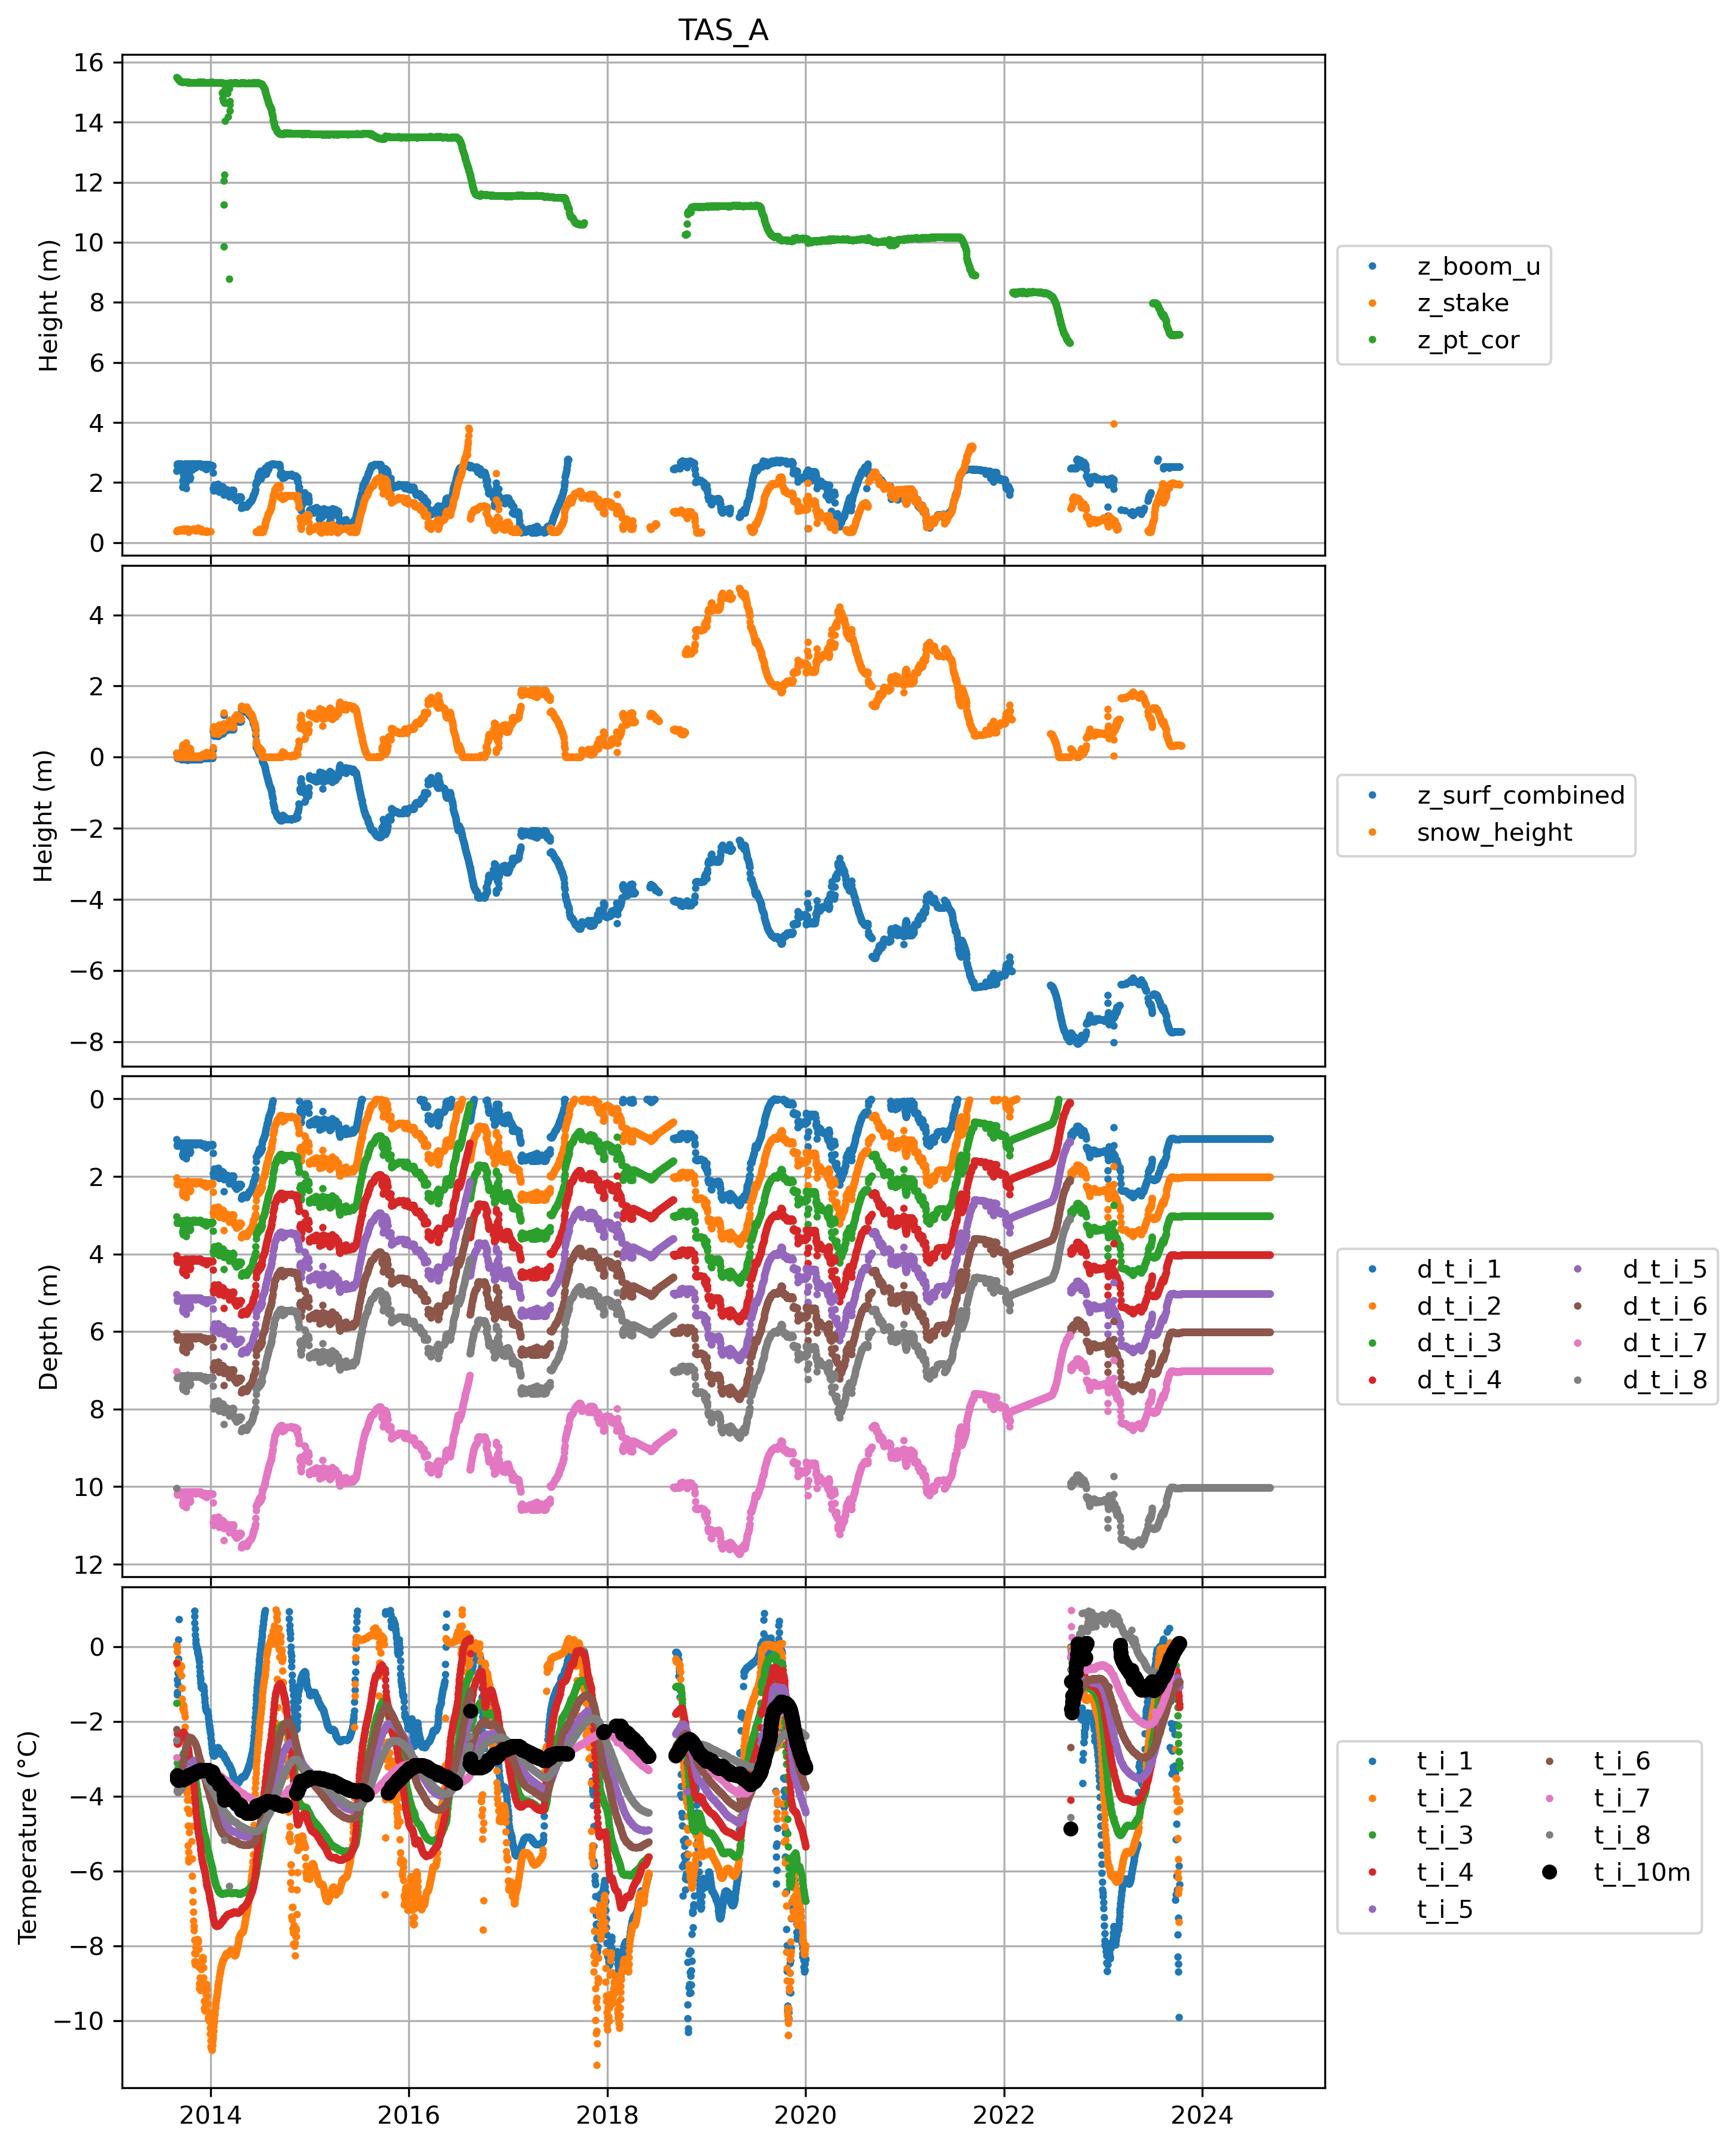 TAS_A
16
14
12
10
8
6
4
2
0
Height (m)
z_boom_u
z_stake
z_pt_cor
4
2
0
−2
−4
−6
−8
Height (m)
z_surf_combined
snow_height
0
2
4
6
8
10
12
Depth (m)
d_t_i_1
d_t_i_2
d_t_i_3
d_t_i_4
d_t_i_5
d_t_i_6
d_t_i_7
d_t_i_8
0
−2
−4
−6
−8
−10
Temperature (°C)
t_i_1
t_i_2
t_i_3
t_i_4
t_i_5
t_i_6
t_i_7
t_i_8
t_i_10m
2014 2016 2018 2020 2022 2024